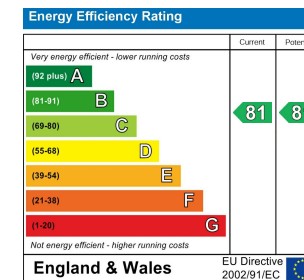 Energy Efficiency Rating
Current
Very energy efficient - lower running costs
(92 plus) A
(81-91) B
81
(69-80) C
(55-68) D
(39-54) E
(21-38) F
(1-20) G
Not energy efficient - higher running costs
England & Wales
EU Directive
2002/91/EC